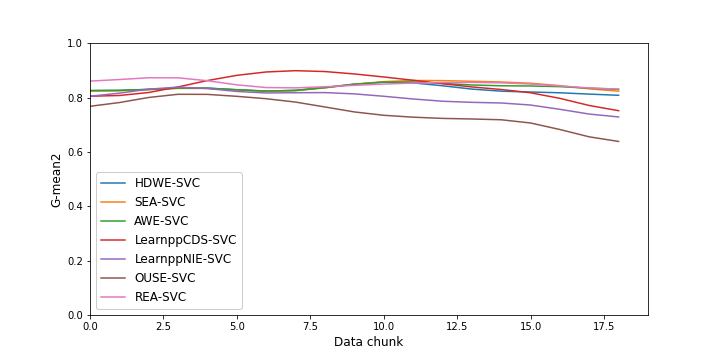 1.0
0.8
0.6
0.4
0.2
0.0
G-mean2
HDWE-SVC
SEA-SVC
AWE-SVC
LearnppCDS-SVC
LearnppNIE-SVC
OUSE-SVC
REA-SVC
0.0 2.5 5.0 7.5 10.0 12.5 15.0 17.5
Data chunk